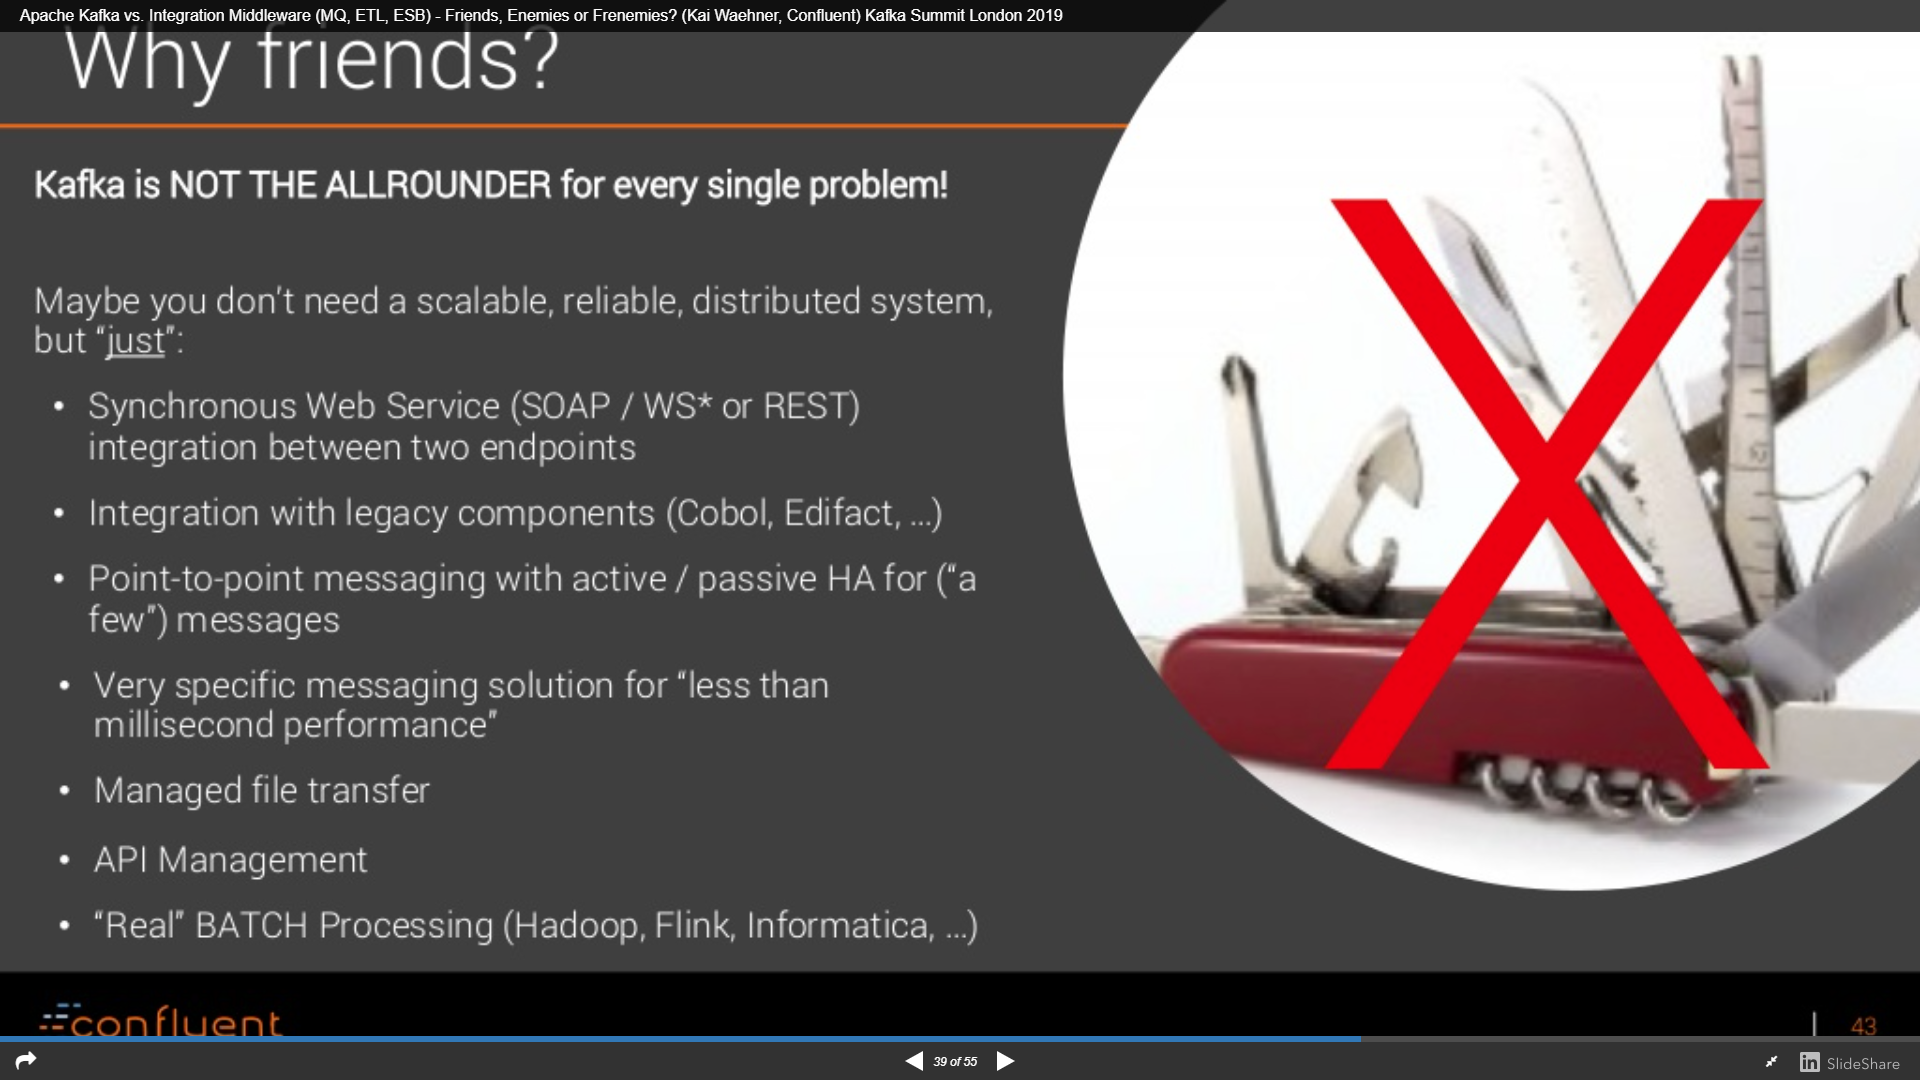 Apache Kafka vs. Integration Middleware (MQ, ETL, ESB) - Friends, Enemies or Frenemies? (Kai Waehner, Confluent) Kafka Summit London 2019
Why friends?
Kafka is NOT THE ALLROUNDER for every single problem!
Maybe you don't need a scalable, reliable, distributed system,
but “just”:
• Synchronous Web Service (SOAP / WS* or REST)
integration between two endpoints
• Integration with legacy components (Cobol, Edifact, ...)
• Point-to-point messaging with active / passive HA for (“a
few”) messages
• Very specific messaging solution for “less than
millisecond performance”
• Managed file transfer
• API Management
• “Real” BATCH Processing (Hadoop, Flink, Informatica, ...)
confluent
43
39 of 55
in SlideShare